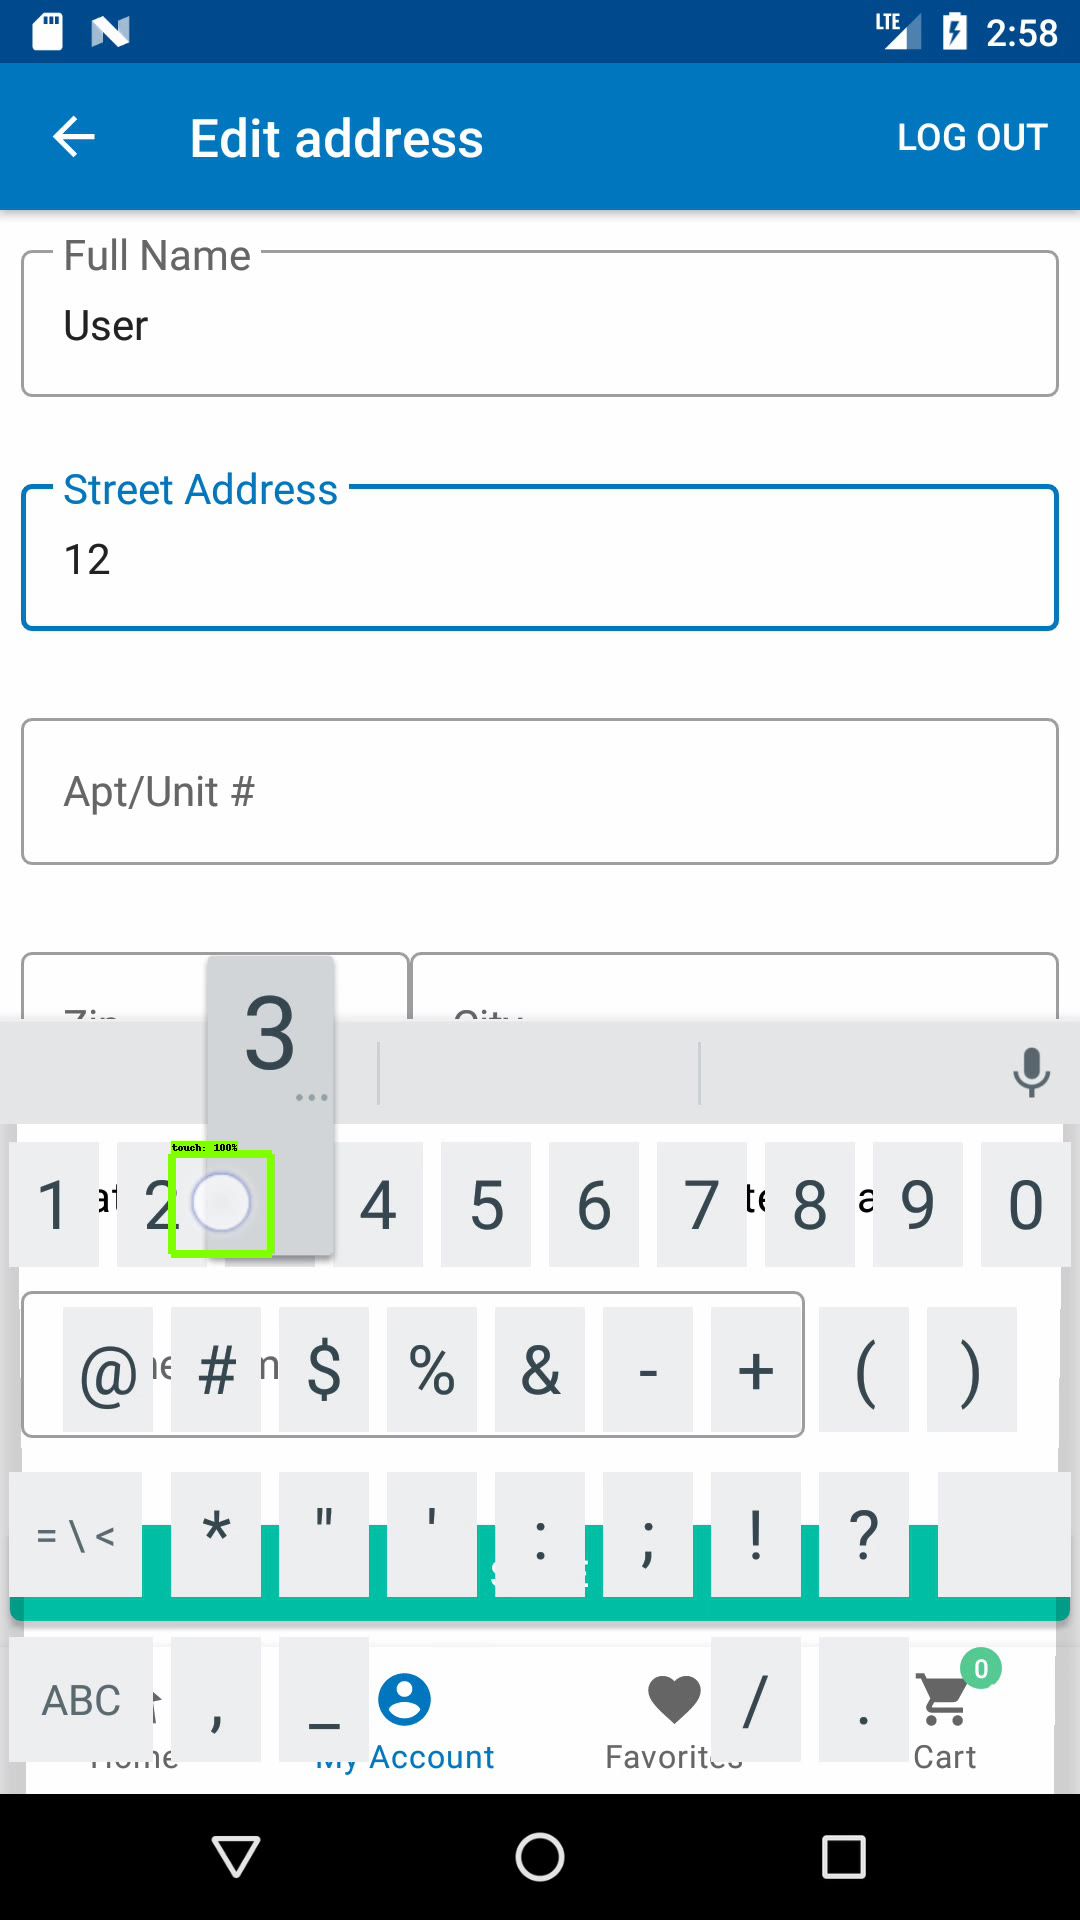 LTE 2:58
Edit address LOG OUT
Full Name
User
Street Address
12
Apt/Unit #
3
touch: 100%
1 2 4 5 6 7 8 9 0
@ # $ % & - + ( )
= \ < * " ' : ; ! ?
ABC , _ / .
0
My Account Favorites Cart